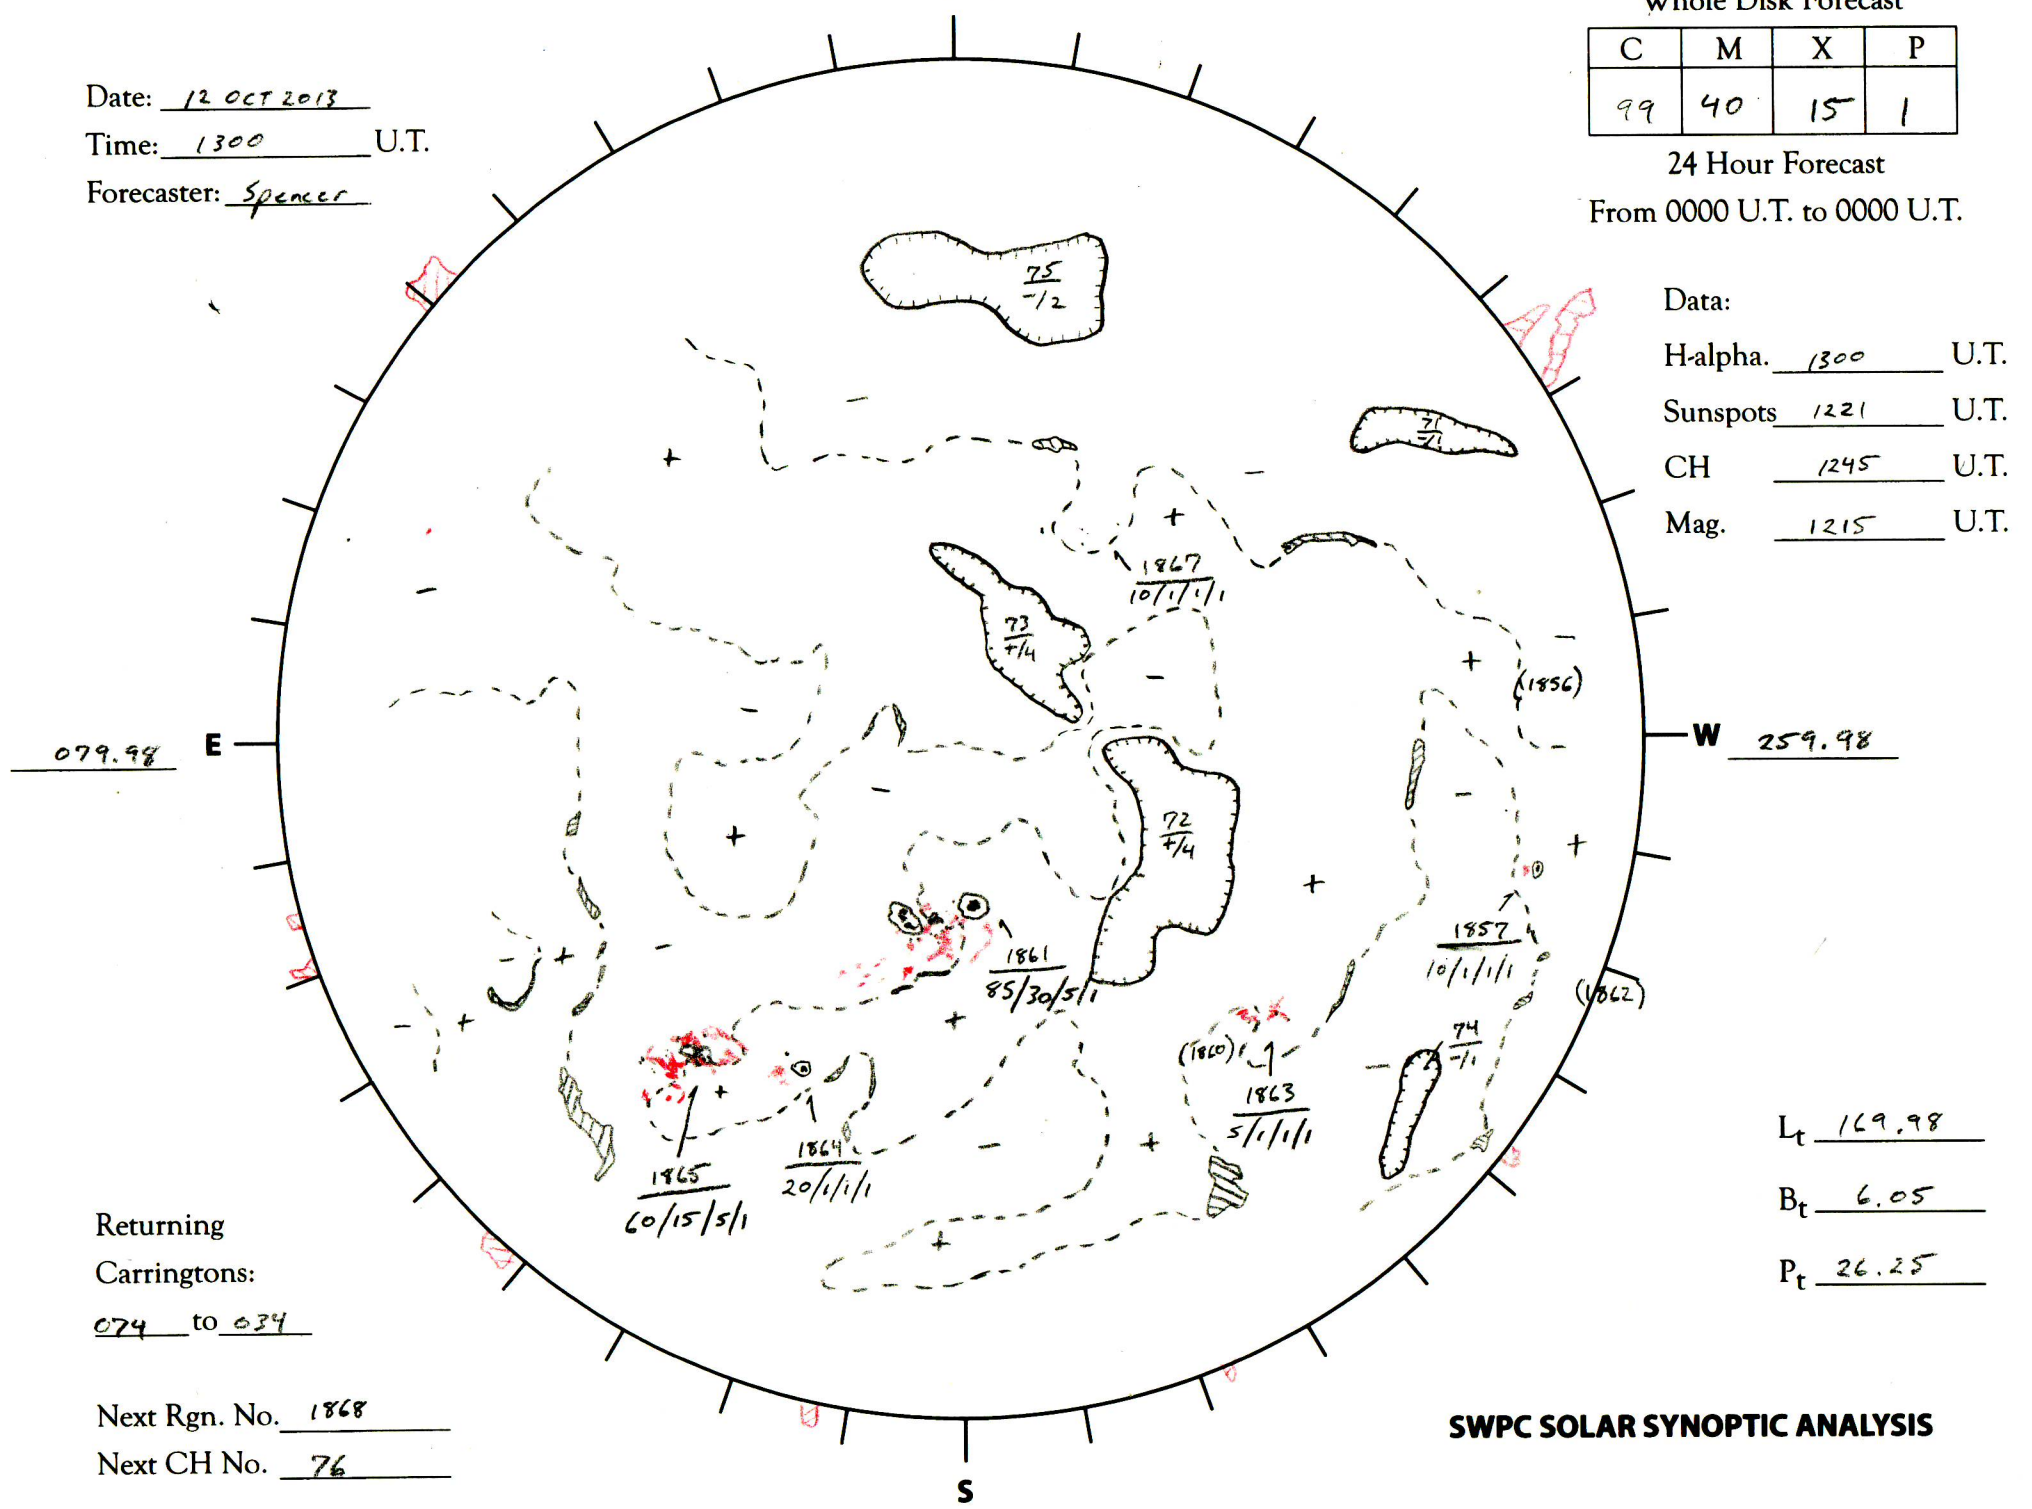 Whole Disk Forecast
C M X P
99 40 15 1
24 Hour Forecast
From 0000 U.T. to 0000 U.T.
Date: 12 OCT 2013
Time: 1300 U.T.
Forecaster: Spencer
Data:
H-alpha. 1300 U.T.
Sunspots 1221 U.T.
CH 1245 U.T.
Mag. 1215 U.T.
75
-/2
71
-/1
+
-
-
+
1867
10/1/1/1
-
73
+/4
-
+
-
(1856)
-
079.98 E
W 259.98
-
-
+
72
+/4
+
+
1857
10/1/1/1
-
+
-
1861
85/30/5/1
(1862)
-
+
+
(1860)
74
-/1
-
1863
5/1/1/1
+
-
+
1864
20/1/1/1
1865
60/15/5/1
+
Lt 169.98
Bt 6.05
Pt 26.25
Returning
Carringtons:
074 to 034
Next Rgn. No. 1868
Next CH No. 76
S
SWPC SOLAR SYNOPTIC ANALYSIS